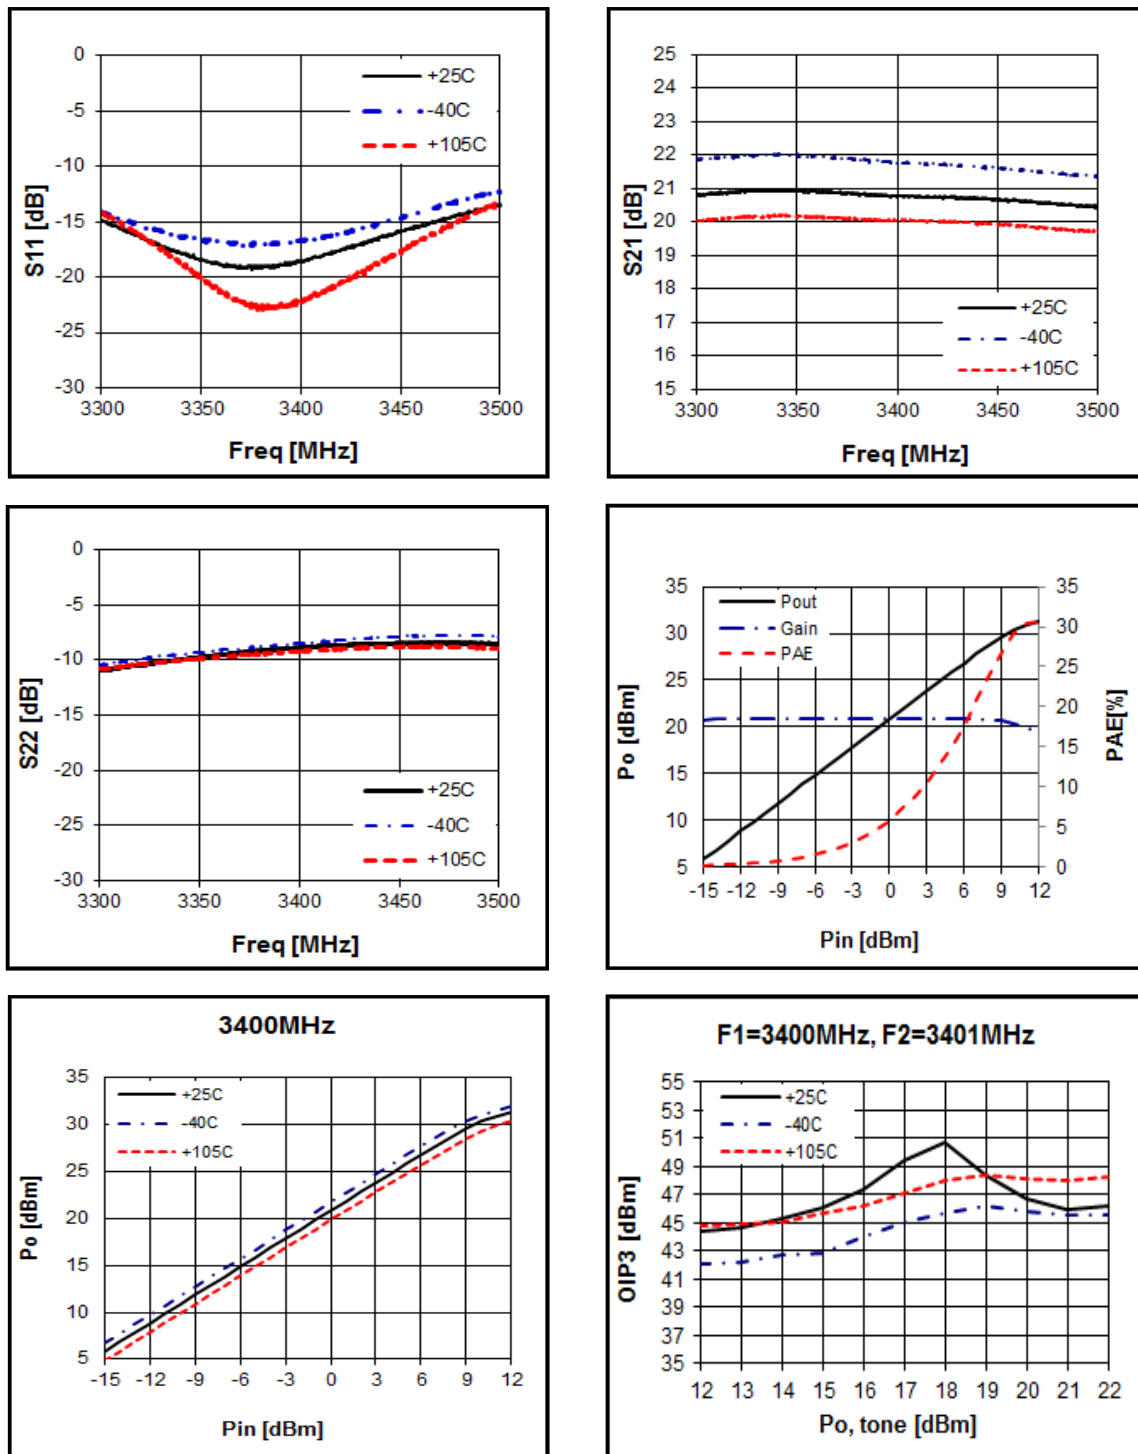 0
-5
-10
-15
-20
-25
-30
S11 [dB]
+25C
-40C
+105C
3300 3350 3400 3450 3500
Freq [MHz]
25
24
23
22
21
20
19
18
17
16
15
S21 [dB]
+25C
-40C
+105C
3300 3350 3400 3450 3500
Freq [MHz]
0
-5
-10
-15
-20
-25
-30
S22 [dB]
+25C
-40C
+105C
3300 3350 3400 3450 3500
Freq [MHz]
35
30
25
20
15
10
5
Po [dBm]
Pout
Gain
PAE
35
30
25
20
15
10
5
0
PAE[%]
-15 -12 -9 -6 -3 0 3 6 9 12
Pin [dBm]
3400MHz
35
30
25
20
15
10
5
Po [dBm]
+25C
-40C
+105C
-15 -12 -9 -6 -3 0 3 6 9 12
Pin [dBm]
F1=3400MHz, F2=3401MHz
55
53
51
49
47
45
43
41
39
37
35
OIP3 [dBm]
+25C
-40C
+105C
12 13 14 15 16 17 18 19 20 21 22
Po, tone [dBm]